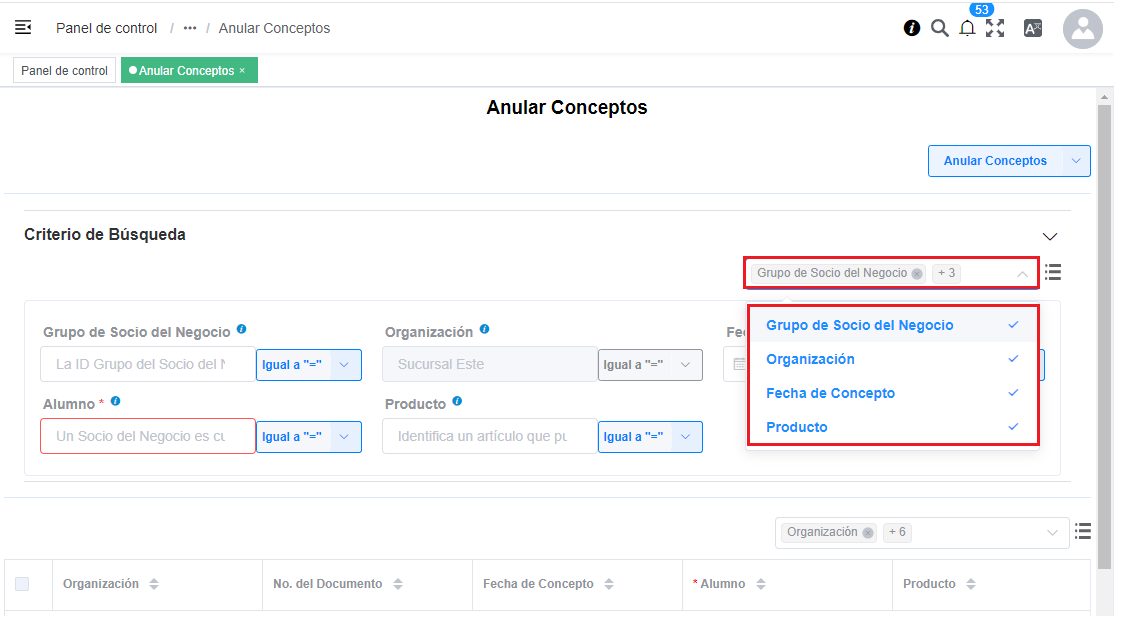 53
Panel de control / ··· / Anular Conceptos
Panel de control
Anular Conceptos ×
Anular Conceptos
Anular Conceptos
Criterio de Búsqueda
Grupo de Socio del Negocio + 3
Grupo de Socio del Negocio
Organización
Fecha de Concepto
Producto
Grupo de Socio del Negocio
Organización
Fe
La ID Grupo del Socio del N
Igual a "="
Sucursal Este
Igual a "="
Alumno *
Producto
Un Socio del Negocio es cu
Igual a "="
Identifica un artículo que pu
Igual a "="
Organización + 6
Organización
No. del Documento
Fecha de Concepto
* Alumno
Producto